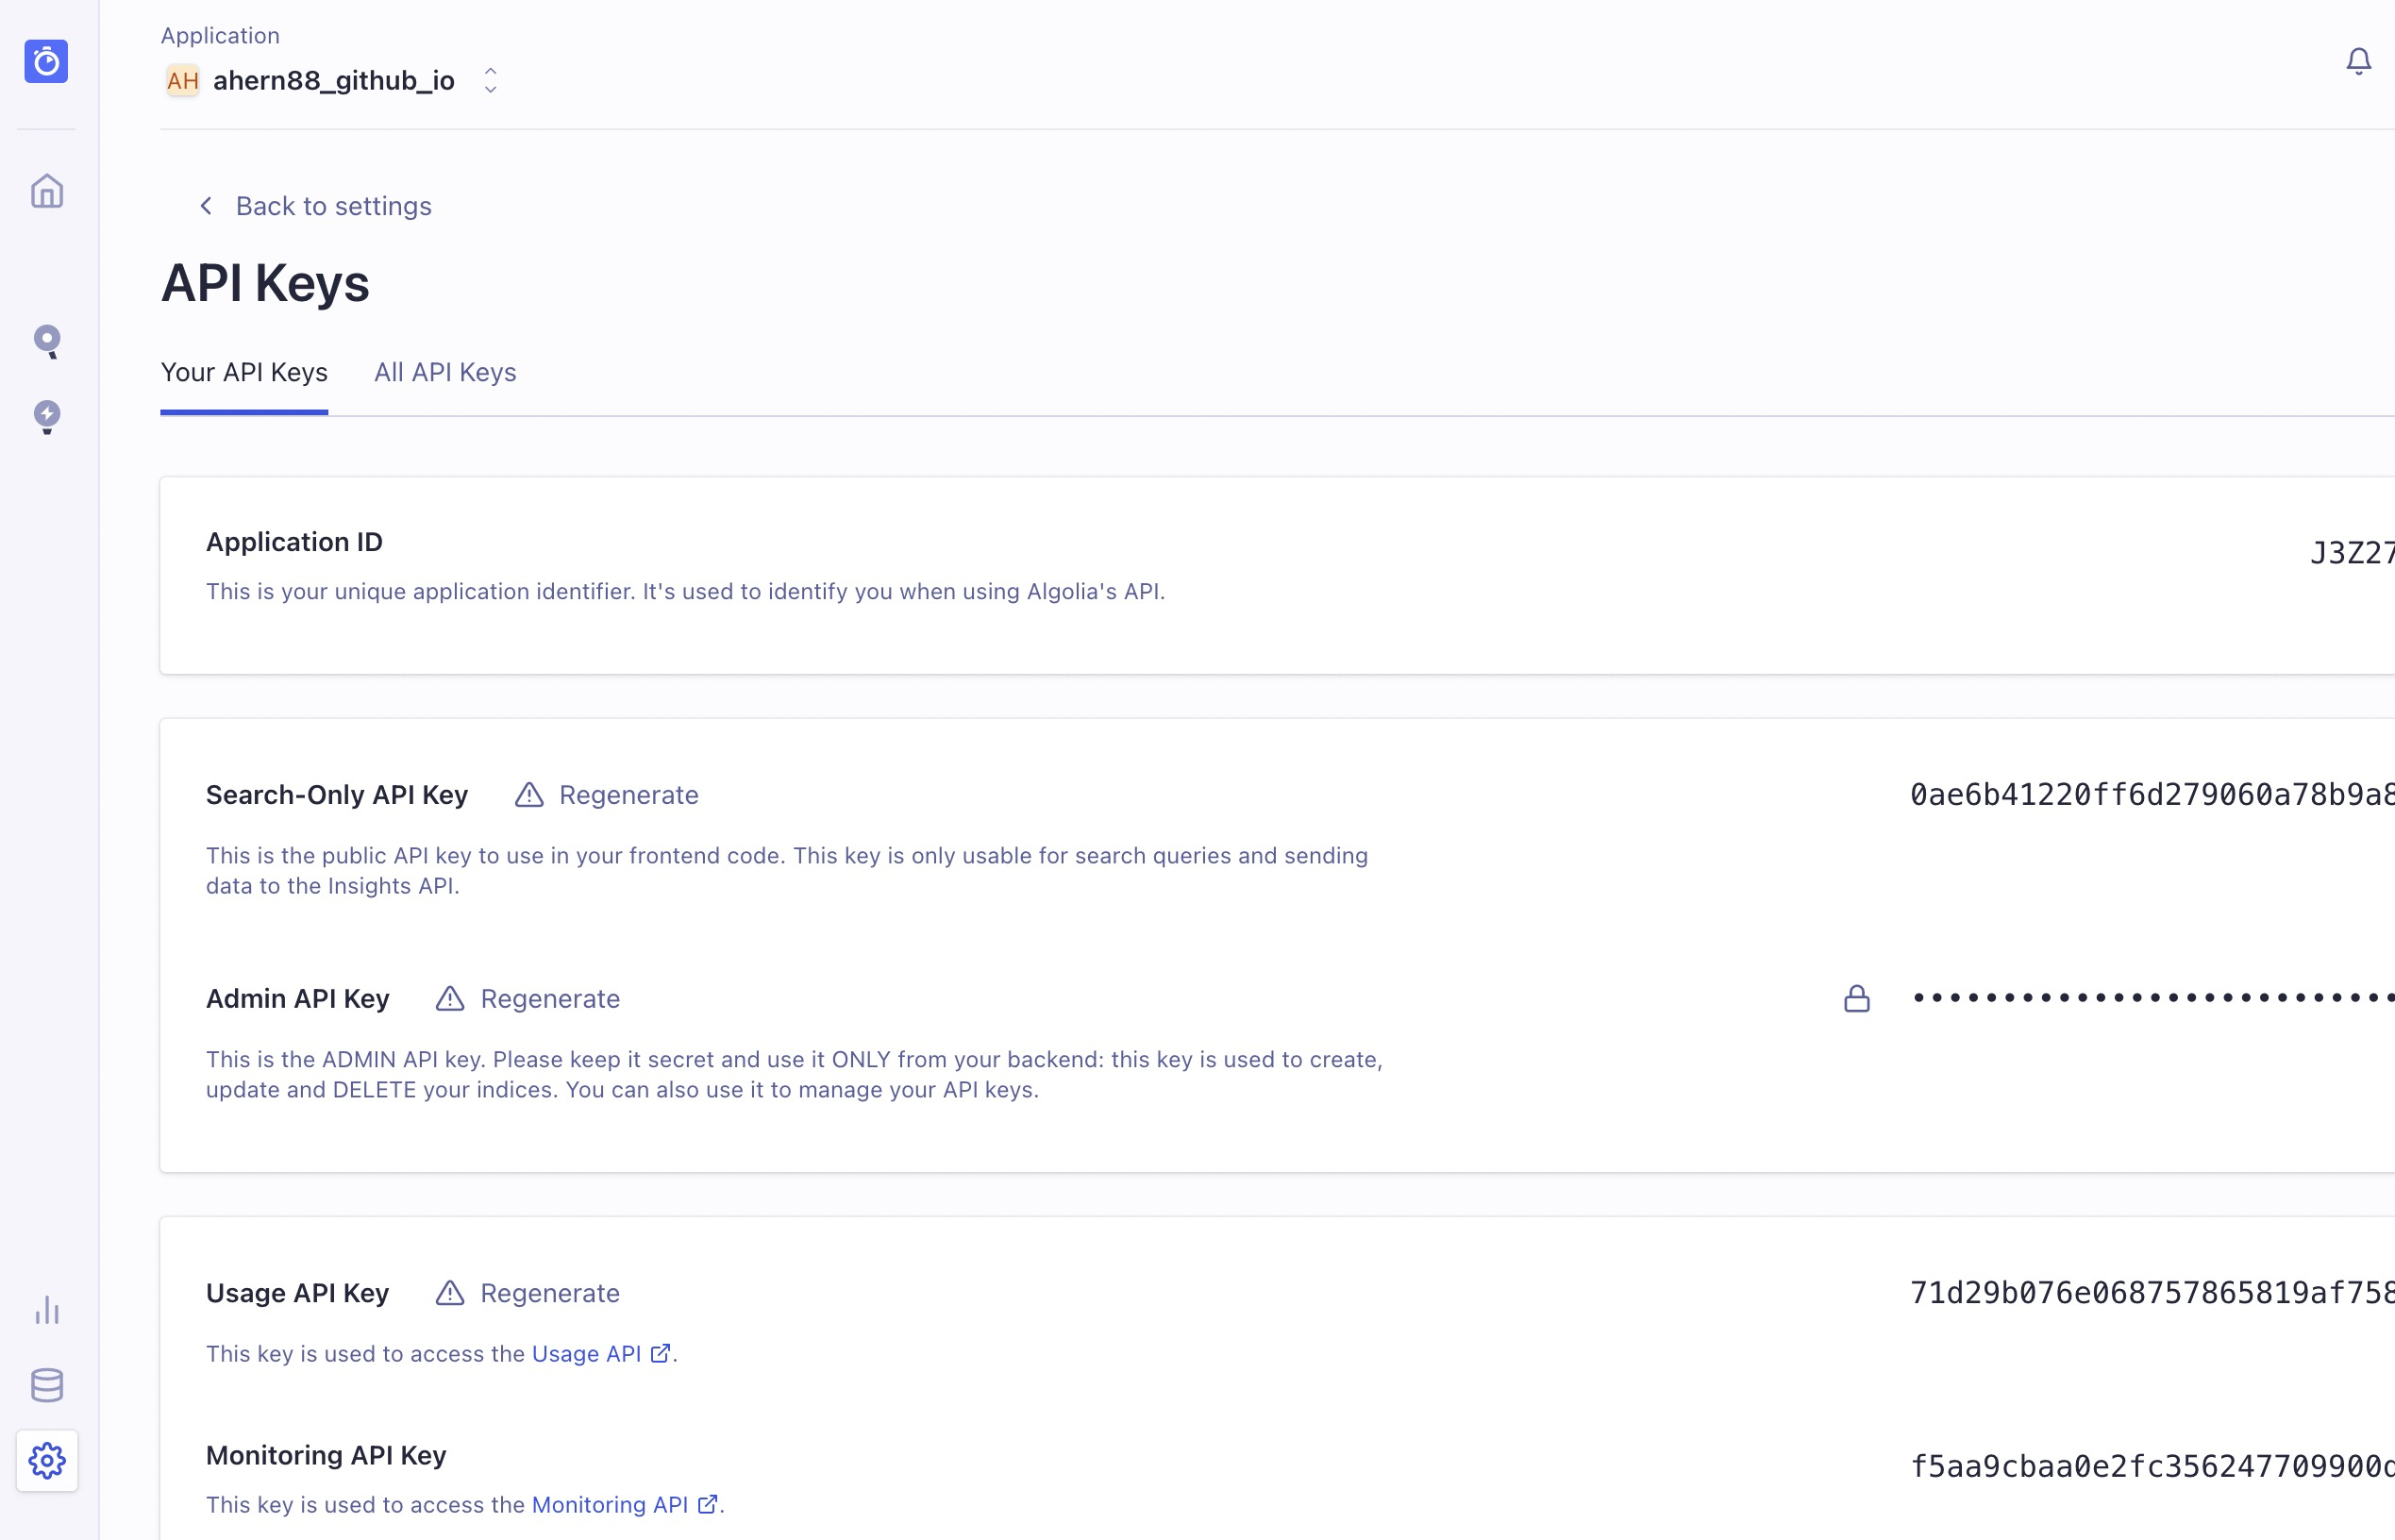 Application
AH ahern88_github_io
Back to settings
API Keys
Your API Keys All API Keys
Application ID
J3Z27
This is your unique application identifier. It's used to identify you when using Algolia's API.
Search-Only API Key Regenerate
0ae6b41220ff6d279060a78b9a8
This is the public API key to use in your frontend code. This key is only usable for search queries and sending
data to the Insights API.
Admin API Key Regenerate
This is the ADMIN API key. Please keep it secret and use it ONLY from your backend: this key is used to create,
update and DELETE your indices. You can also use it to manage your API keys.
Usage API Key Regenerate
71d29b076e068757865819af758
This key is used to access the Usage API.
Monitoring API Key
f5aa9cbaa0e2fc356247709900
This key is used to access the Monitoring API.